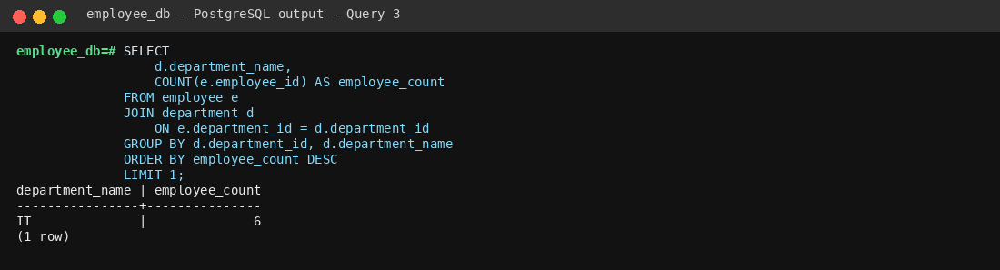 employee_db - PostgreSQL output - Query 3
employee_db=# SELECT
                  d.department_name,
                  COUNT(e.employee_id) AS employee_count
              FROM employee e
              JOIN department d
                  ON e.department_id = d.department_id
              GROUP BY d.department_id, d.department_name
              ORDER BY employee_count DESC
              LIMIT 1;
department_name | employee_count
----------------+---------------
IT              |              6
(1 row)